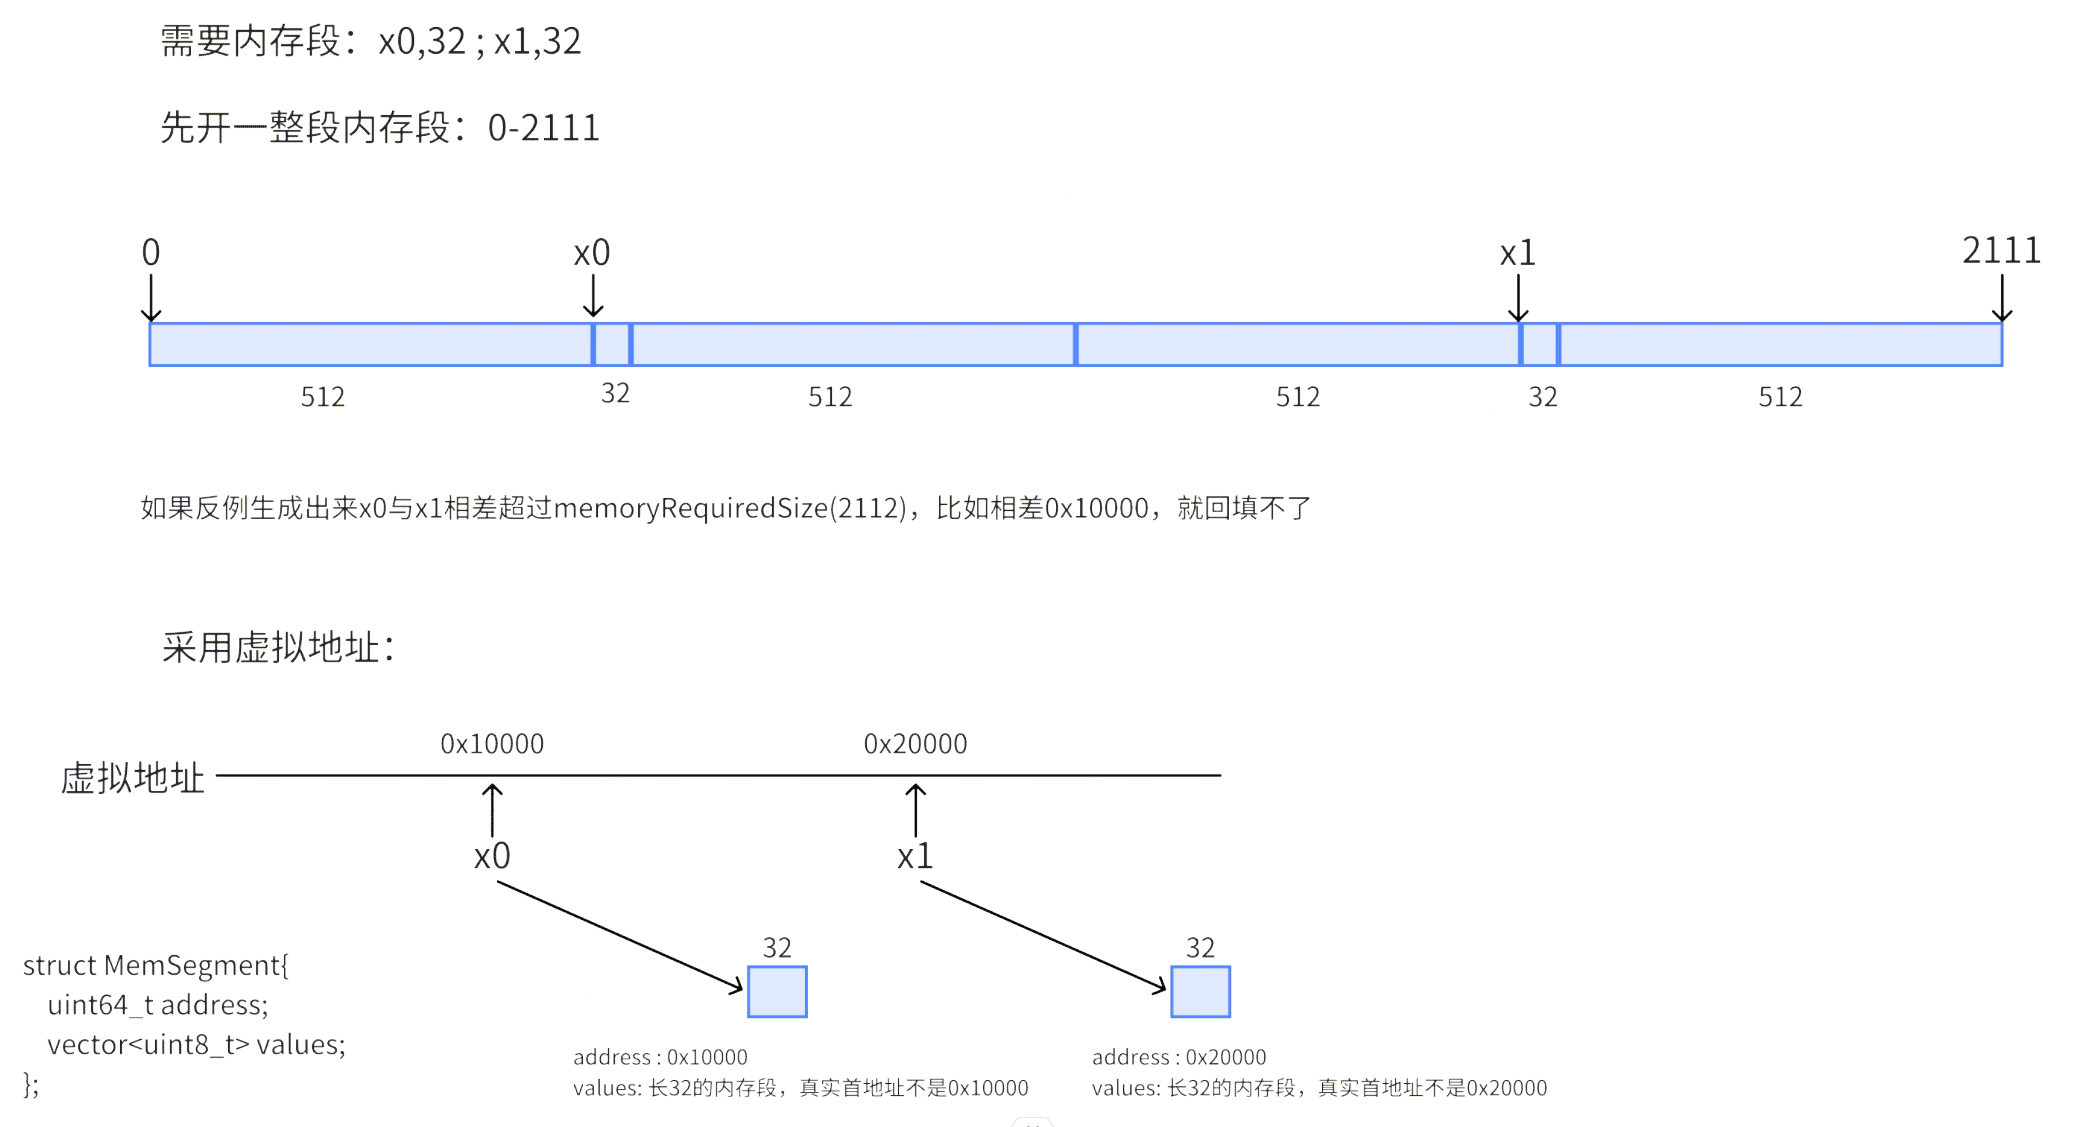 需要内存段：x0,32 ; x1,32
先开一整段内存段：0-2111
0 x0 x1 2111
512 32 512 512 32 512
如果反例生成出来x0与x1相差超过memoryRequiredSize(2112)，比如相差0x10000，就回填不了
采用虚拟地址：
0x10000 0x20000
虚拟地址
x0 x1
32 32
struct MemSegment{
uint64_t address;
vector<uint8_t> values;
};
address : 0x10000
values: 长32的内存段，真实首地址不是0x10000
address : 0x20000
values: 长32的内存段，真实首地址不是0x20000